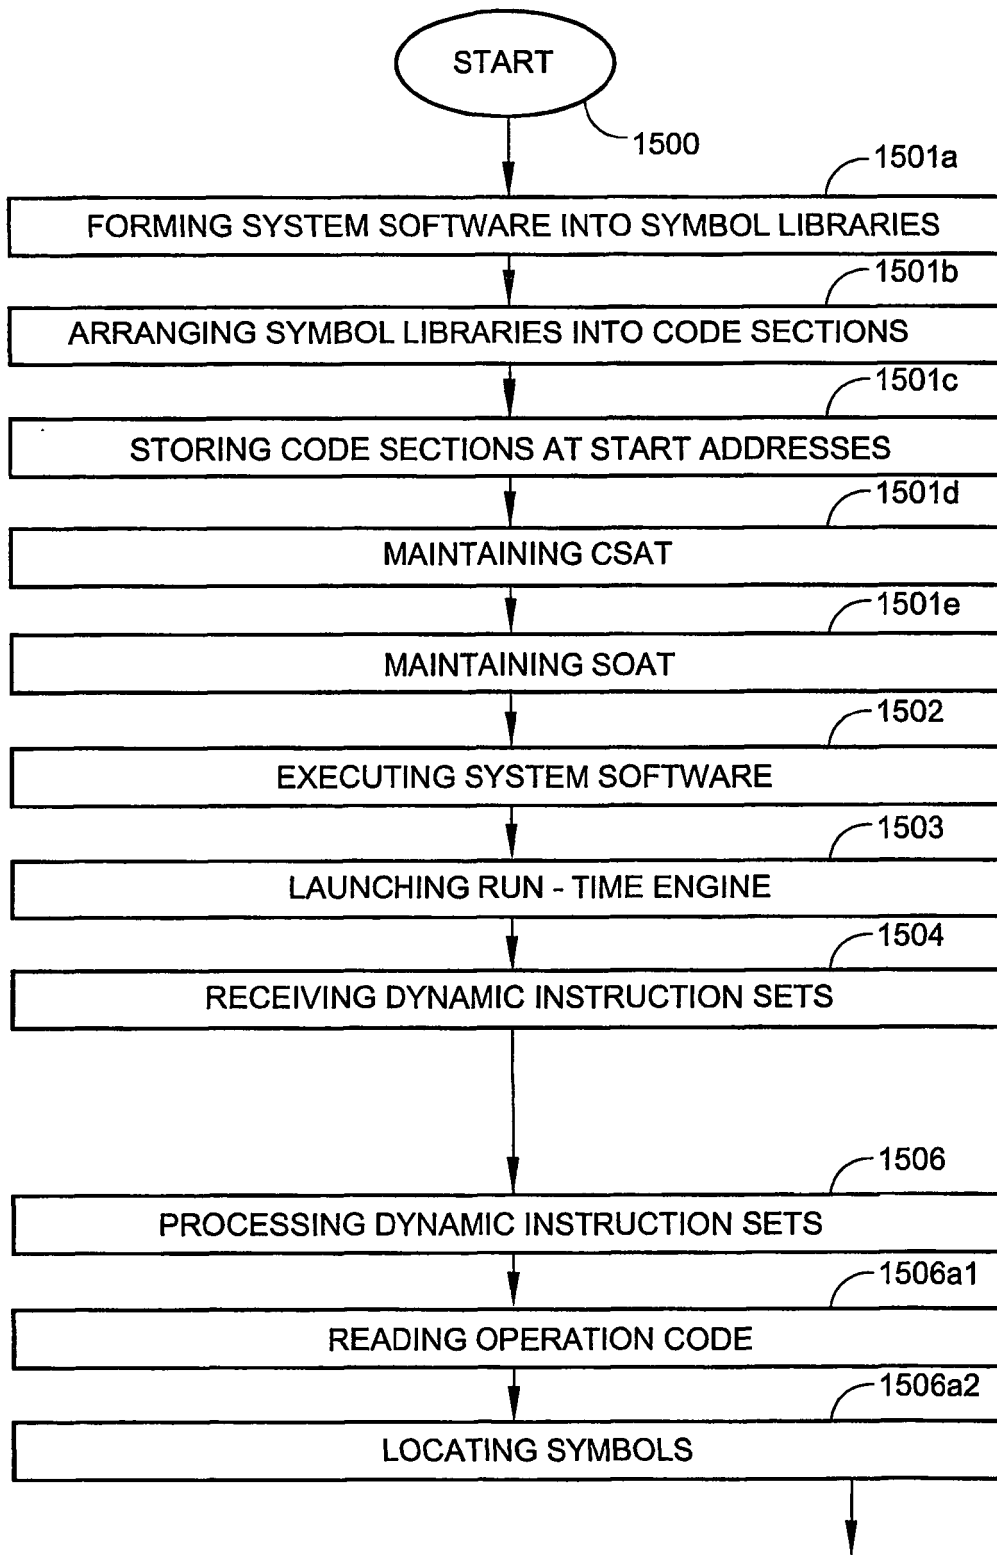 START
1500
1501a
FORMING SYSTEM SOFTWARE INTO SYMBOL LIBRARIES
1501b
ARRANGING SYMBOL LIBRARIES INTO CODE SECTIONS
1501c
STORING CODE SECTIONS AT START ADDRESSES
1501d
MAINTAINING CSAT
1501e
MAINTAINING SOAT
1502
EXECUTING SYSTEM SOFTWARE
1503
LAUNCHING RUN - TIME ENGINE
1504
RECEIVING DYNAMIC INSTRUCTION SETS
1506
PROCESSING DYNAMIC INSTRUCTION SETS
1506a1
READING OPERATION CODE
1506a2
LOCATING SYMBOLS